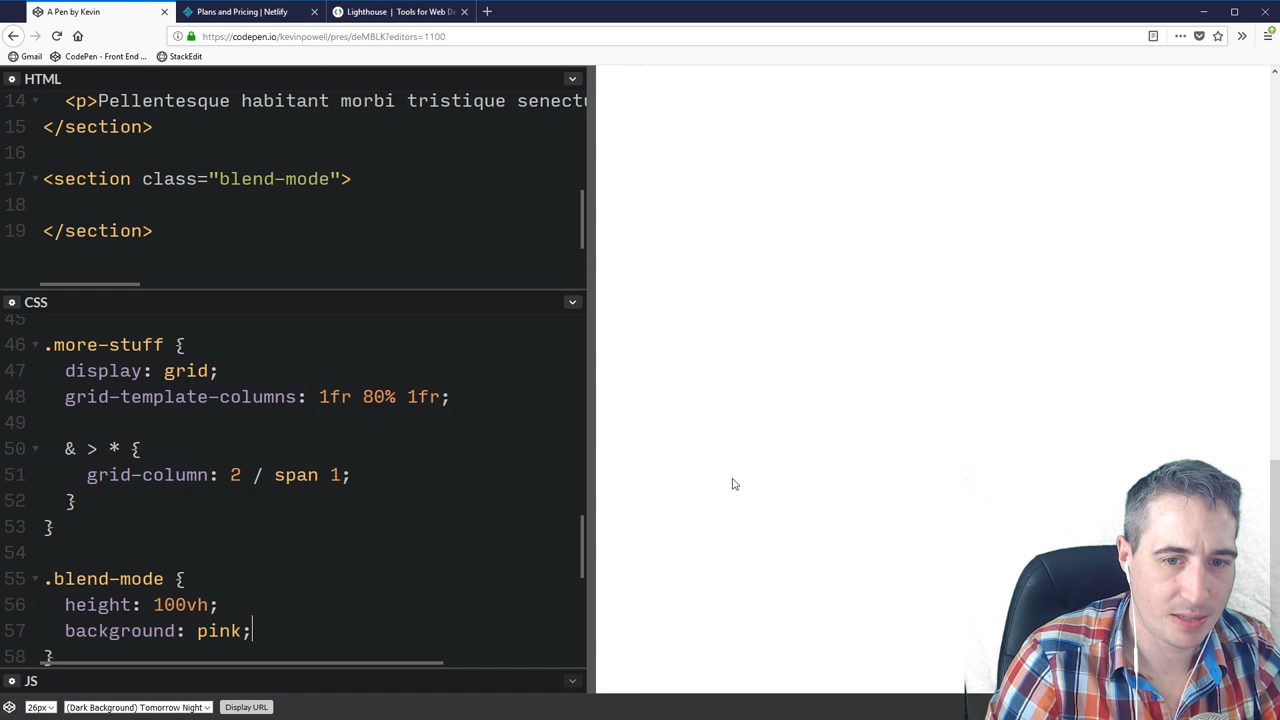 A Pen by Kevin
Plans and Pricing | Netlify
Lighthouse | Tools for Web De
https://codepen.io/kevinpowell/pres/deMBLK?editors=1100
Gmail
CodePen - Front End ...
StackEdit
HTML
14 <p>Pellentesque habitant morbi tristique senectu
15 </section>
16
17 <section class="blend-mode">
18
19 </section>
CSS
45
46 .more-stuff {
47 display: grid;
48 grid-template-columns: 1fr 80% 1fr;
49
50 & > * {
51 grid-column: 2 / span 1;
52 }
53 }
54
55 .blend-mode {
56 height: 100vh;
57 background: pink;
58 }
JS
26px
(Dark Background) Tomorrow Night
Display URL